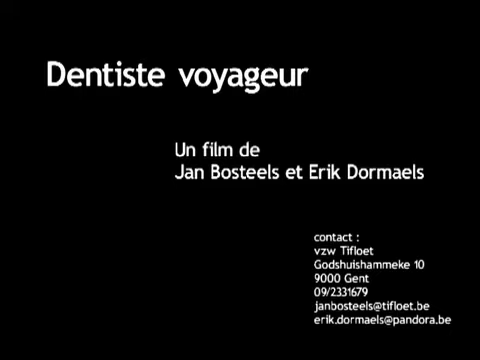 Dentiste voyageur
Un film de
Jan Bosteels et Erik Dormaels
contact :
vzw Tifloet
Godshuishammeke 10
9000 Gent
09/2331679
janbosteels@tifloet.be
erik.dormaels@pandora.be